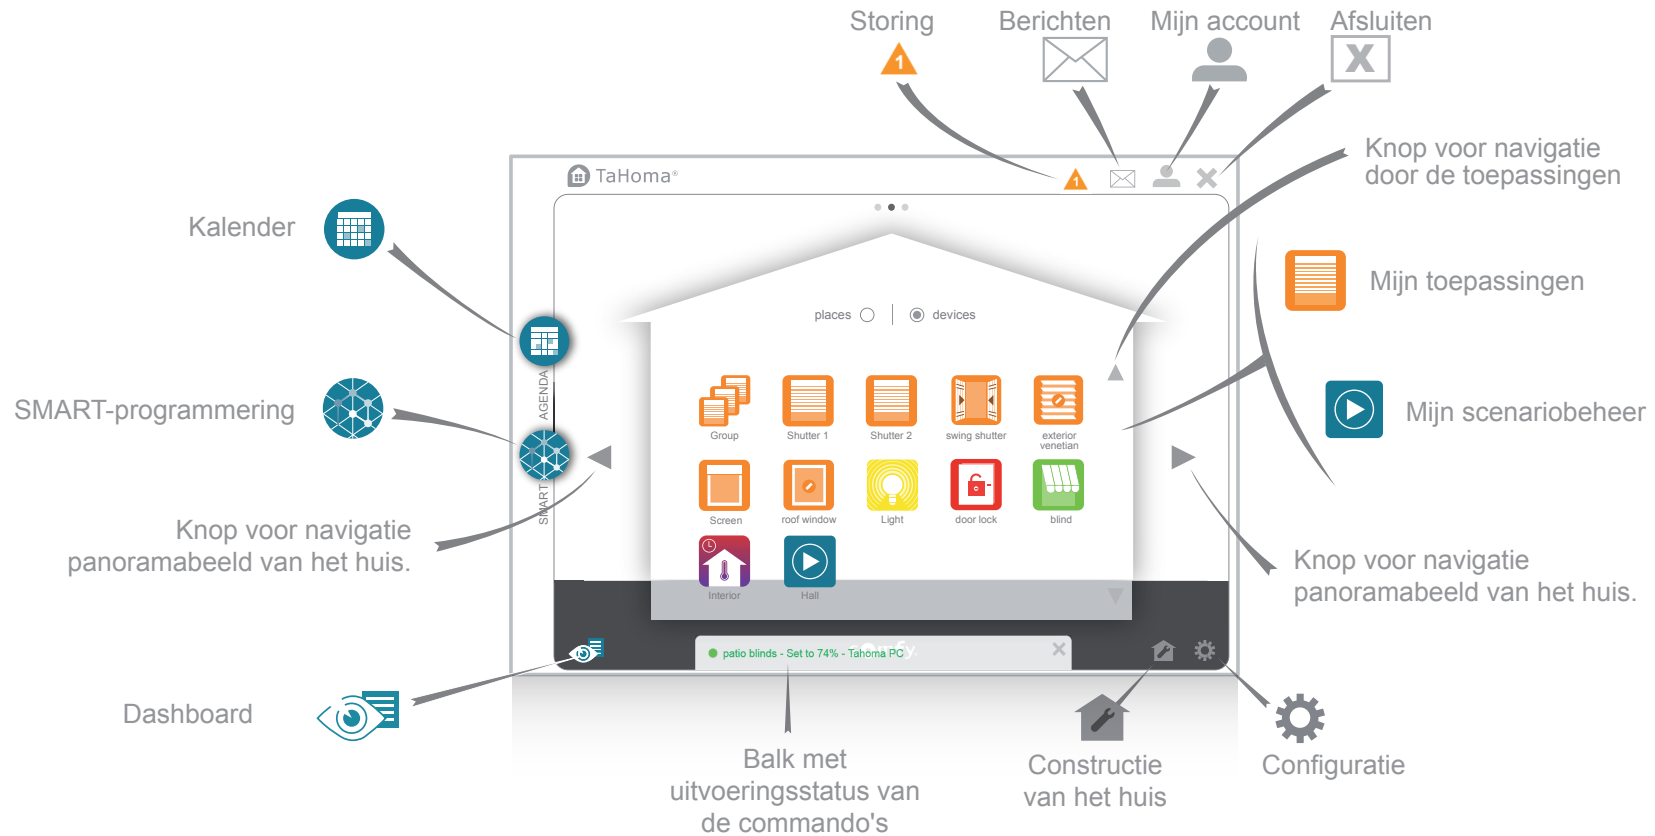 Storing
Berichten
Mijn account
Afsluiten
1
1
TaHoma®
Knop voor navigatie
door de toepassingen
Kalender
Mijn toepassingen
places
devices
AGENDA
SMART-programmering
Mijn scenariobeheer
Group
Shutter 1
Shutter 2
swing shutter
exterior
venetian
SMART
Screen
roof window
Light
door lock
blind
Knop voor navigatie
panoramabeeld van het huis.
Knop voor navigatie
panoramabeeld van het huis.
Interior
Hall
patio blinds - Set to 74% - Tahoma PC
somfy.
Dashboard
Balk met
uitvoeringsstatus van
de commando's
Constructie
van het huis
Configuratie